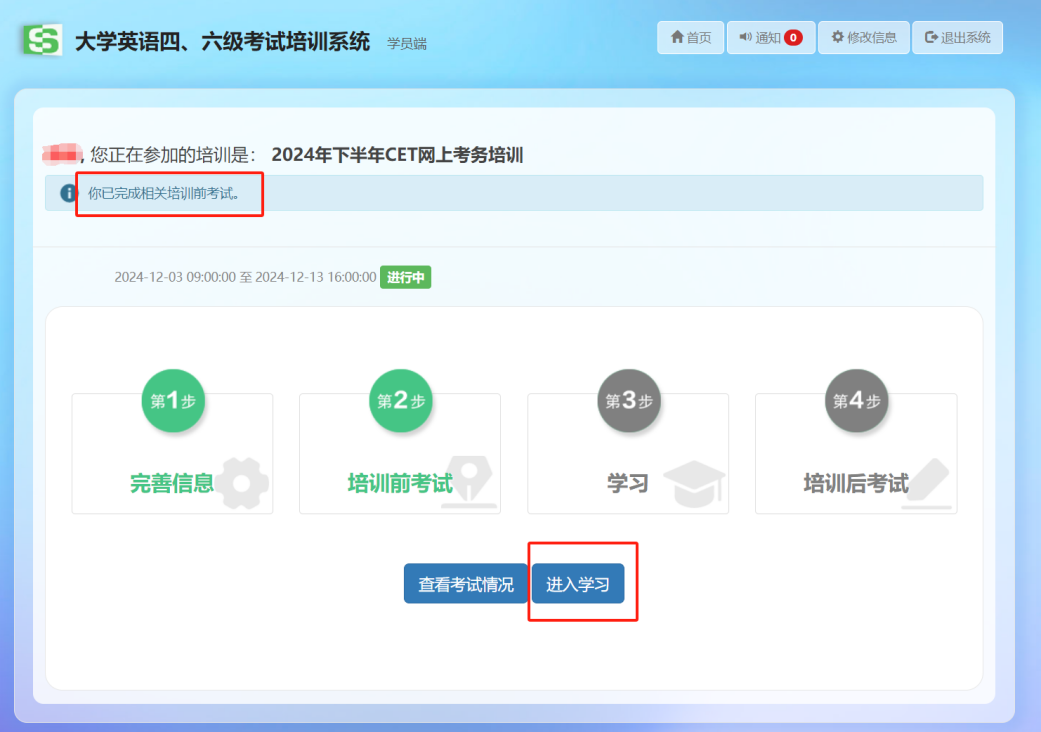 大学英语四、六级考试培训系统 学员端
首页 通知 0 修改信息 退出系统
, 您正在参加的培训是： 2024年下半年CET网上考务培训
你已完成相关培训前考试。
2024-12-03 09:00:00 至 2024-12-13 16:00:00 进行中
第1步 第2步 第3步 第4步
完善信息 培训前考试 学习 培训后考试
查看考试情况 进入学习